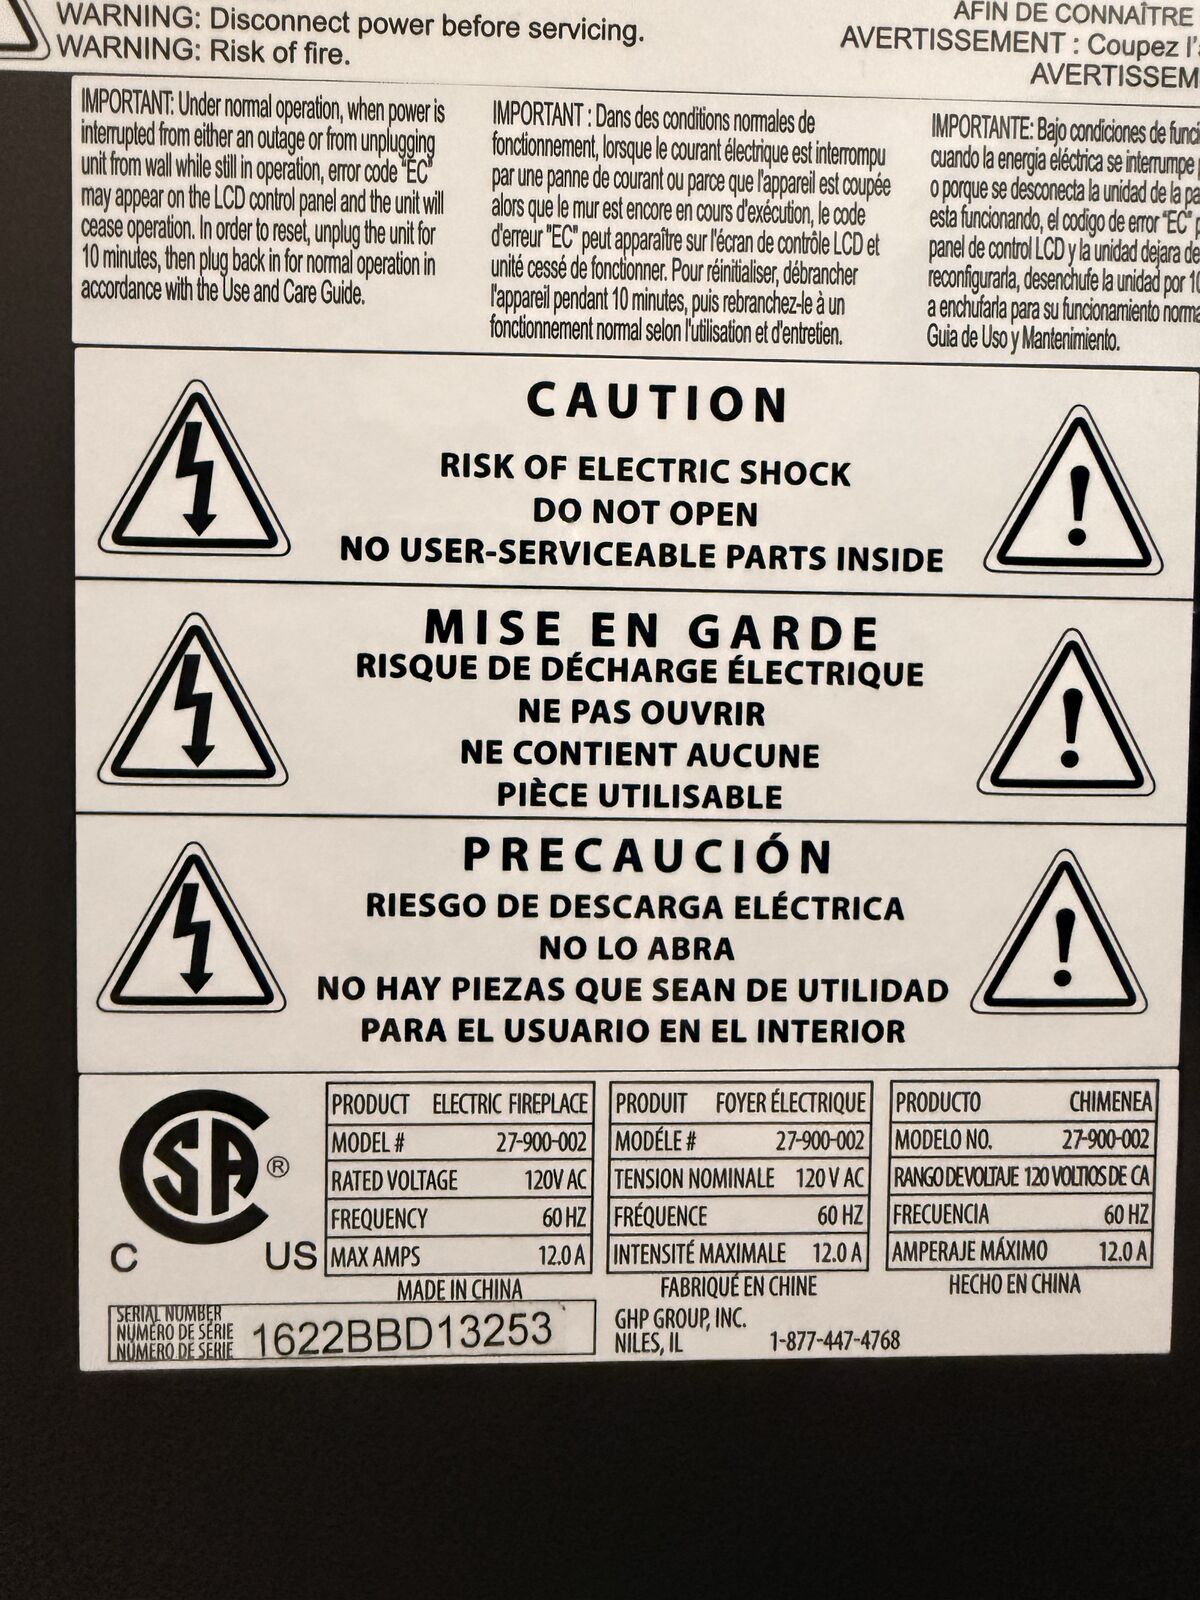 WARNING: Disconnect power before servicing.
WARNING: Risk of fire.
AFIN DE CONNAÎTRE
AVERTISSEMENT : Coupez l'
AVERTISSEM
IMPORTANT: Under normal operation, when power is
interrupted from either an outage or from unplugging
unit from wall while still in operation, error code "EC"
may appear on the LCD control panel and the unit will
cease operation. In order to reset, unplug the unit for
10 minutes, then plug back in for normal operation in
accordance with the Use and Care Guide.
IMPORTANT : Dans des conditions normales de
fonctionnement, lorsque le courant électrique est interrompu
par une panne de courant ou parce que l'appareil est coupée
alors que le mur est encore en cours d'exécution, le code
d'erreur "EC" peut apparaître sur l'écran de contrôle LCD et
unité cessé de fonctionner. Pour réinitialiser, débrancher
l'appareil pendant 10 minutes, puis rebranchez-le à un
fonctionnement normal selon l'utilisation et d'entretien.
IMPORTANTE: Bajo condiciones de func
cuando la energia eléctrica se interrumpe
o porque se desconecta la unidad de la pa
esta funcionando, el codigo de error "EC"
panel de control LCD y la unidad dejara de
reconfigurarla, desenchufe la unidad por 10
a enchufarla para su funcionamiento norma
Guia de Uso y Mantenimiento.
CAUTION
RISK OF ELECTRIC SHOCK
DO NOT OPEN
NO USER-SERVICEABLE PARTS INSIDE
MISE EN GARDE
RISQUE DE DÉCHARGE ÉLECTRIQUE
NE PAS OUVRIR
NE CONTIENT AUCUNE
PIÈCE UTILISABLE
PRECAUCIÓN
RIESGO DE DESCARGA ELÉCTRICA
NO LO ABRA
NO HAY PIEZAS QUE SEAN DE UTILIDAD
PARA EL USUARIO EN EL INTERIOR
CSA ®
C US
PRODUCT ELECTRIC FIREPLACE
MODEL # 27-900-002
RATED VOLTAGE 120V AC
FREQUENCY 60 HZ
MAX AMPS 12.0 A
MADE IN CHINA
PRODUIT FOYER ÉLECTRIQUE
MODÉLE # 27-900-002
TENSION NOMINALE 120 V AC
FRÉQUENCE 60 HZ
INTENSITÉ MAXIMALE 12.0 A
FABRIQUÉ EN CHINE
PRODUCTO CHIMENEA
MODELO NO. 27-900-002
RANGO DE VOLTAJE 120 VOLTIOS DE CA
FRECUENCIA 60 HZ
AMPERAJE MÁXIMO 12.0 A
HECHO EN CHINA
SERIAL NUMBER
NUMÉRO DE SÉRIE
NÚMERO DE SERIE
1622BBD13253
GHP GROUP, INC.
NILES, IL 1-877-447-4768